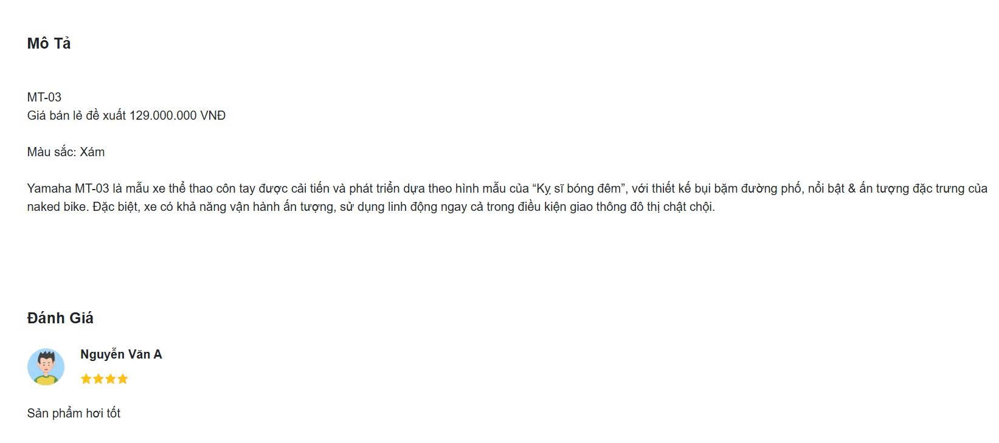 Mô Tả
MT-03
Giá bán lẻ đề xuất 129.000.000 VNĐ
Màu sắc: Xám
Yamaha MT-03 là mẫu xe thể thao côn tay được cải tiến và phát triển dựa theo hình mẫu của “Kỵ sĩ bóng đêm”, với thiết kế bụi bặm đường phố, nổi bật & ấn tượng đặc trưng của
naked bike. Đặc biệt, xe có khả năng vận hành ấn tượng, sử dụng linh động ngay cả trong điều kiện giao thông đô thị chật chội.
Đánh Giá
Nguyễn Văn A
Sản phẩm hơi tốt